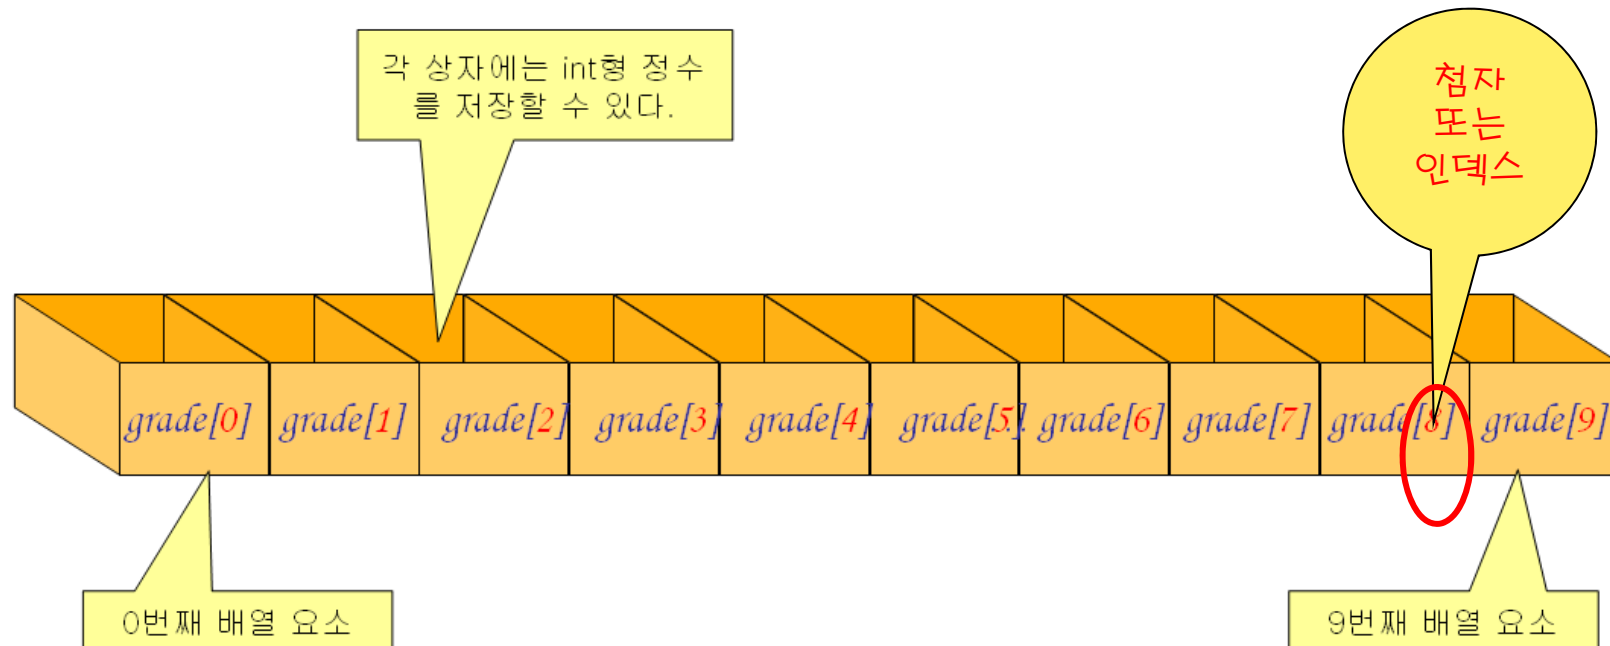 각 상자에는 int형 정수
를 저장할 수 있다.
첨자
또는
인덱스
grade[0] grade[1] grade[2] grade[3] grade[4] grade[5]. grade[6] grade[7] grade[8] grade[9]
0번째 배열 요소
9번째 배열 요소